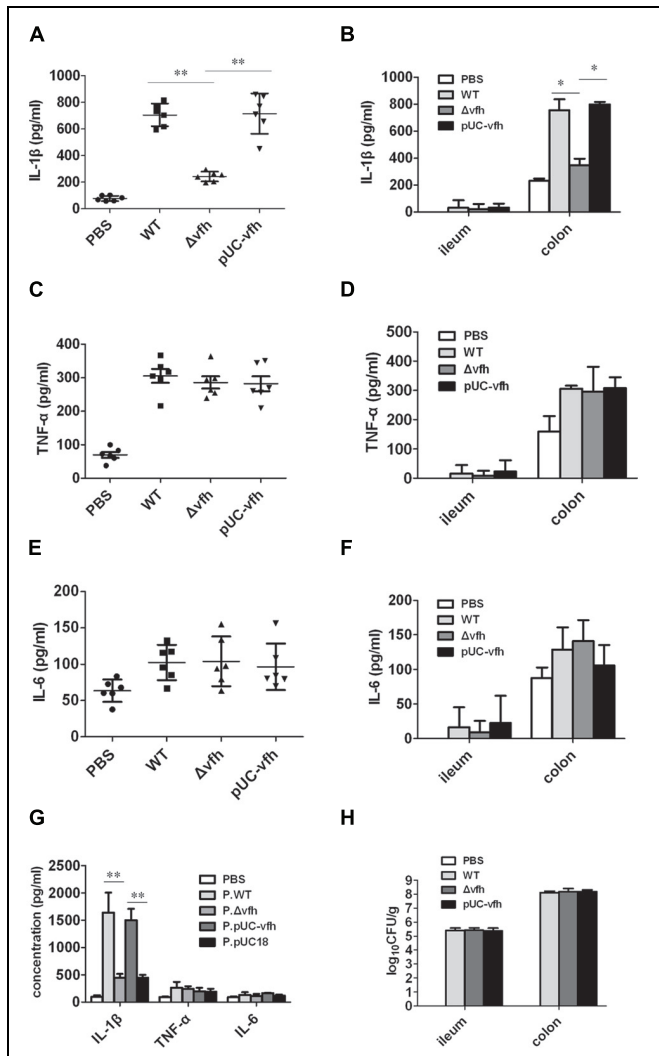 A
B
**
**
IL-1β (pg/ml)
1000
800
600
400
200
0
PBS
WT
Δvfh
pUC-vfh
IL-1β (pg/ml)
1000
800
600
400
200
0
PBS
WT
Δvfh
pUC-vfh
*
*
ileum
colon
C
D
TNF-α (pg/ml)
400
300
200
100
0
PBS
WT
Δvfh
pUC-vfh
TNF-α (pg/ml)
500
400
300
200
100
0
PBS
WT
Δvfh
pUC-vfh
ileum
colon
E
F
IL-6 (pg/ml)
200
150
100
50
0
PBS
WT
Δvfh
pUC-vfh
IL-6 (pg/ml)
200
150
100
50
0
PBS
WT
Δvfh
pUC-vfh
ileum
colon
G
H
concentration (pg/ml)
2500
2000
1500
1000
500
0
**
**
PBS
P.WT
P.Δvfh
P.pUC-vfh
P.pUC18
IL-1β
TNF-α
IL-6
log10CFU/g
9
8
7
6
5
4
3
2
1
0
PBS
WT
Δvfh
pUC-vfh
ileum
colon